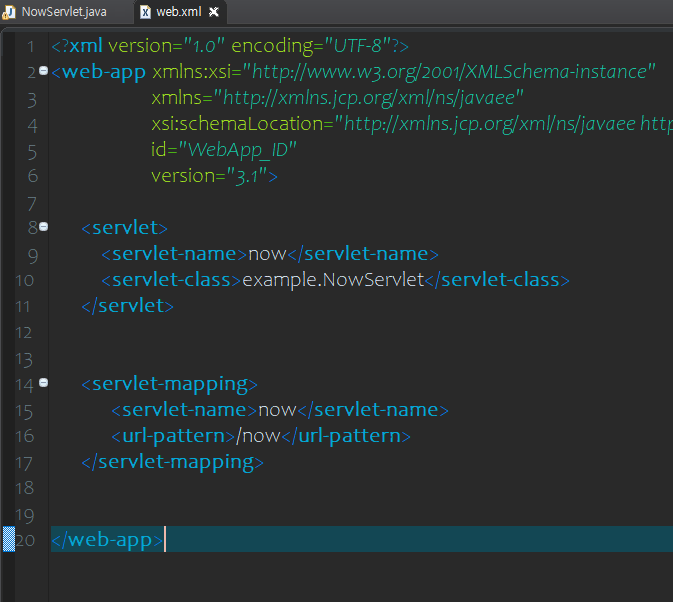 NowServlet.java web.xml
1 <?xml version="1.0" encoding="UTF-8"?>
2 <web-app xmlns:xsi="http://www.w3.org/2001/XMLSchema-instance"
3 xmlns="http://xmlns.jcp.org/xml/ns/javaee"
4 xsi:schemaLocation="http://xmlns.jcp.org/xml/ns/javaee http
5 id="WebApp_ID"
6 version="3.1">
7
8 <servlet>
9 <servlet-name>now</servlet-name>
10 <servlet-class>example.NowServlet</servlet-class>
11 </servlet>
12
13
14 <servlet-mapping>
15 <servlet-name>now</servlet-name>
16 <url-pattern>/now</url-pattern>
17 </servlet-mapping>
18
19
20 </web-app>